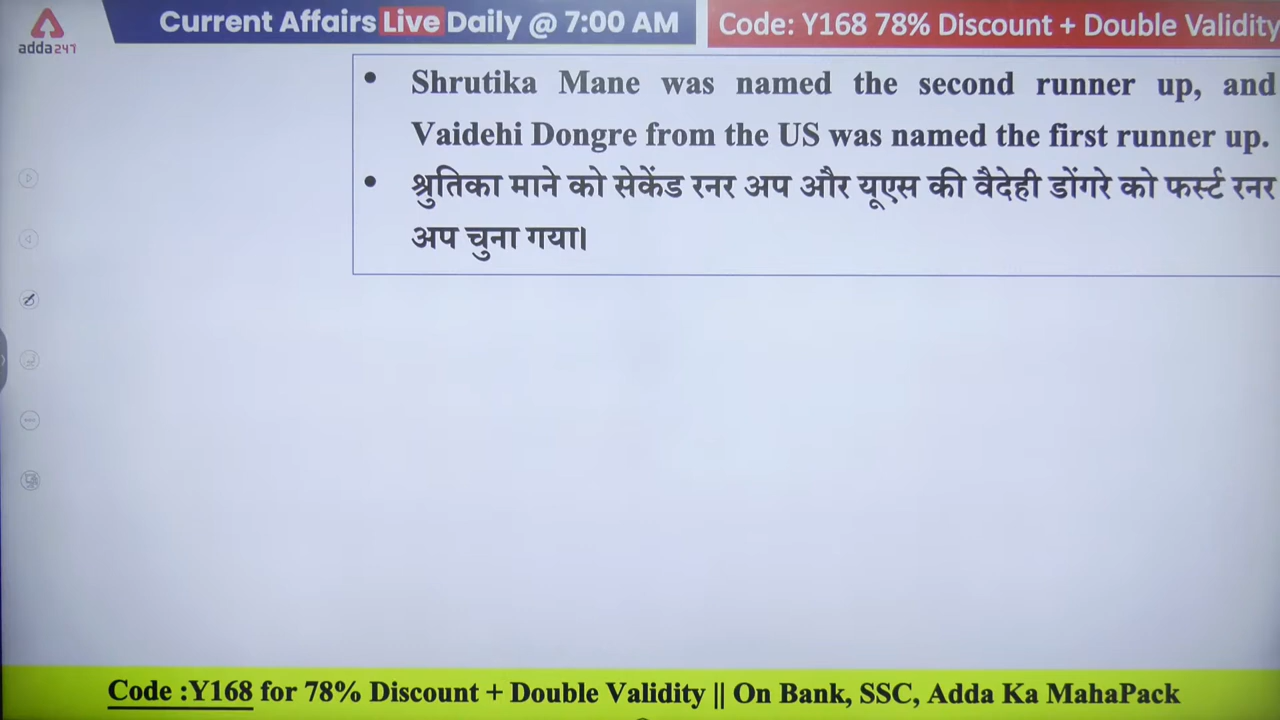 Current Affairs Live Daily @ 7:00 AM
Code: Y168 78% Discount + Double Validity
adda247
• Shrutika Mane was named the second runner up, and
Vaidehi Dongre from the US was named the first runner up.
• श्रुतिका माने को सेकेंड रनर अप और यूएस की वैदेही डोंगरे को फर्स्ट रनर
अप चुना गया।
Code :Y168 for 78% Discount + Double Validity || On Bank, SSC, Adda Ka MahaPack